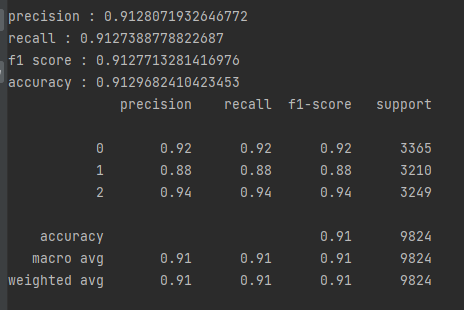 precision : 0.9128071932646772
recall : 0.9127388778822687
f1 score : 0.9127713281416976
accuracy : 0.9129682410423453
precision recall f1-score support
0 0.92 0.92 0.92 3365
1 0.88 0.88 0.88 3210
2 0.94 0.94 0.94 3249
accuracy 0.91 9824
macro avg 0.91 0.91 0.91 9824
weighted avg 0.91 0.91 0.91 9824